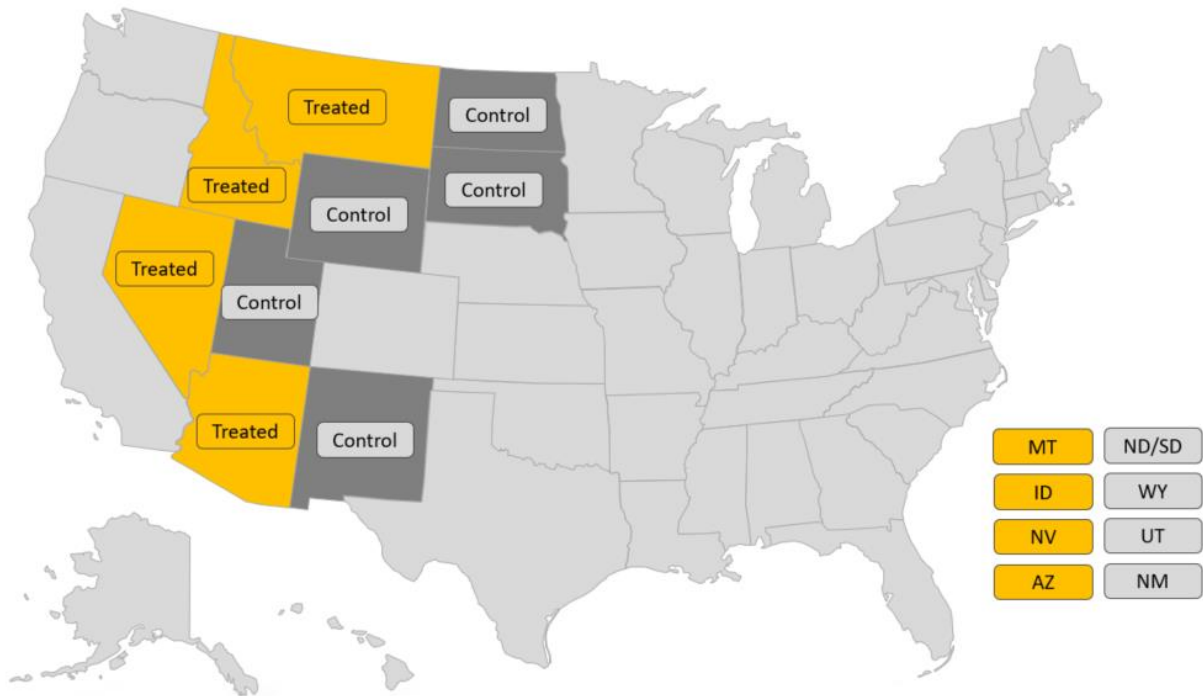 Treated
Control
Control
Treated
Control
Treated
Control
Treated
Control
MT ND/SD
ID WY
NV UT
AZ NM